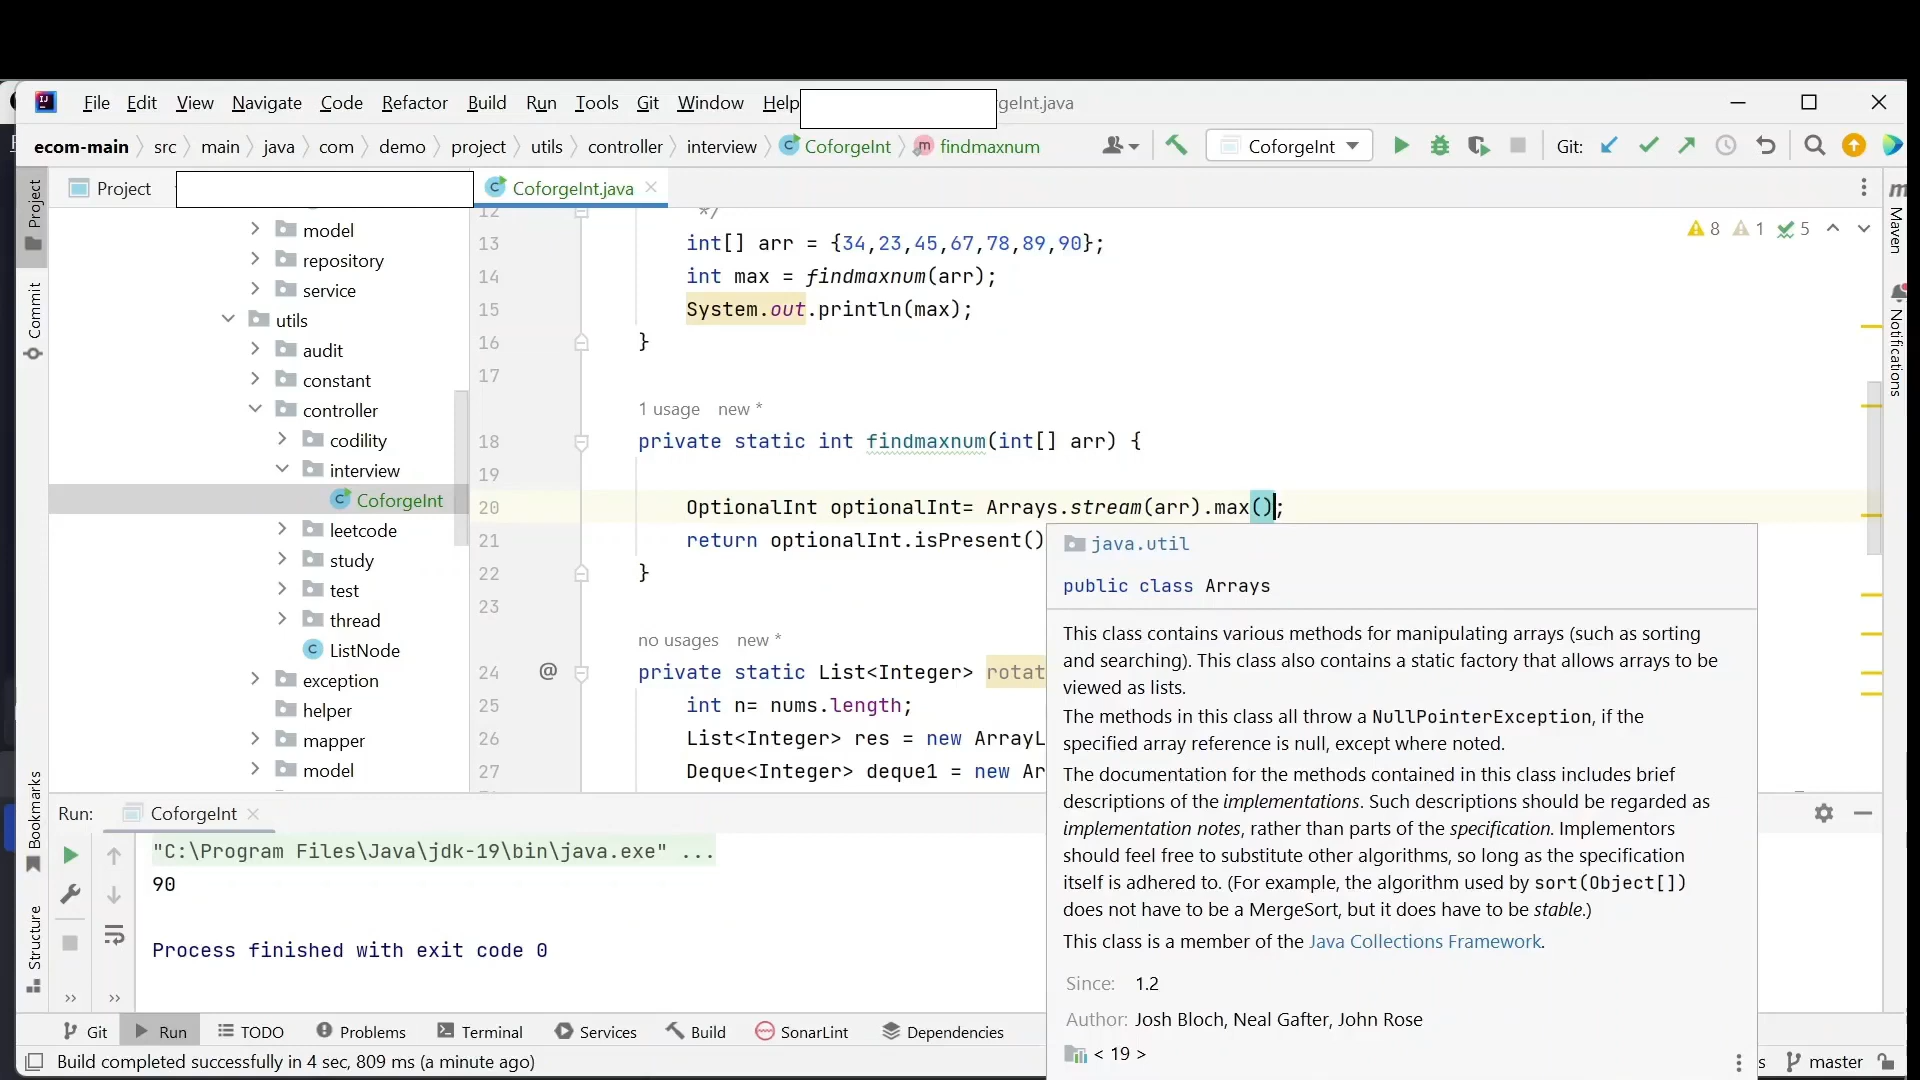 File Edit View Navigate Code Refactor Build Run Tools Git Window Help geInt.java
ecom-main src main java com demo project utils controller interview CoforgeInt findmaxnum CoforgeInt Git:
Project CoforgeInt.java
Project
Commit
Bookmarks
Structure
model
repository
service
utils
audit
constant
controller
codility
interview
CoforgeInt
leetcode
study
test
thread
ListNode
exception
helper
mapper
model
8 1 5
12 */
13 int[] arr = {34,23,45,67,78,89,90};
14 int max = findmaxnum(arr);
15 System.out.println(max);
16 }
17
1 usage new *
18 private static int findmaxnum(int[] arr) {
19
20 OptionalInt optionalInt= Arrays.stream(arr).max();
21 return optionalInt.isPresent()
22 }
23
no usages new *
24 @ private static List<Integer> rotat
25 int n= nums.length;
26 List<Integer> res = new ArrayL
27 Deque<Integer> deque1 = new Ar
java.util
public class Arrays
This class contains various methods for manipulating arrays (such as sorting
and searching). This class also contains a static factory that allows arrays to be
viewed as lists.
The methods in this class all throw a NullPointerException, if the
specified array reference is null, except where noted.
The documentation for the methods contained in this class includes brief
descriptions of the implementations. Such descriptions should be regarded as
implementation notes, rather than parts of the specification. Implementors
should feel free to substitute other algorithms, so long as the specification
itself is adhered to. (For example, the algorithm used by sort(Object[])
does not have to be a MergeSort, but it does have to be stable.)
This class is a member of the Java Collections Framework.
Since: 1.2
Author: Josh Bloch, Neal Gafter, John Rose
< 19 >
Maven
Notifications
Run: CoforgeInt
"C:\Program Files\Java\jdk-19\bin\java.exe" ...
90
Process finished with exit code 0
Git Run TODO Problems Terminal Services Build SonarLint Dependencies
Build completed successfully in 4 sec, 809 ms (a minute ago)
s master